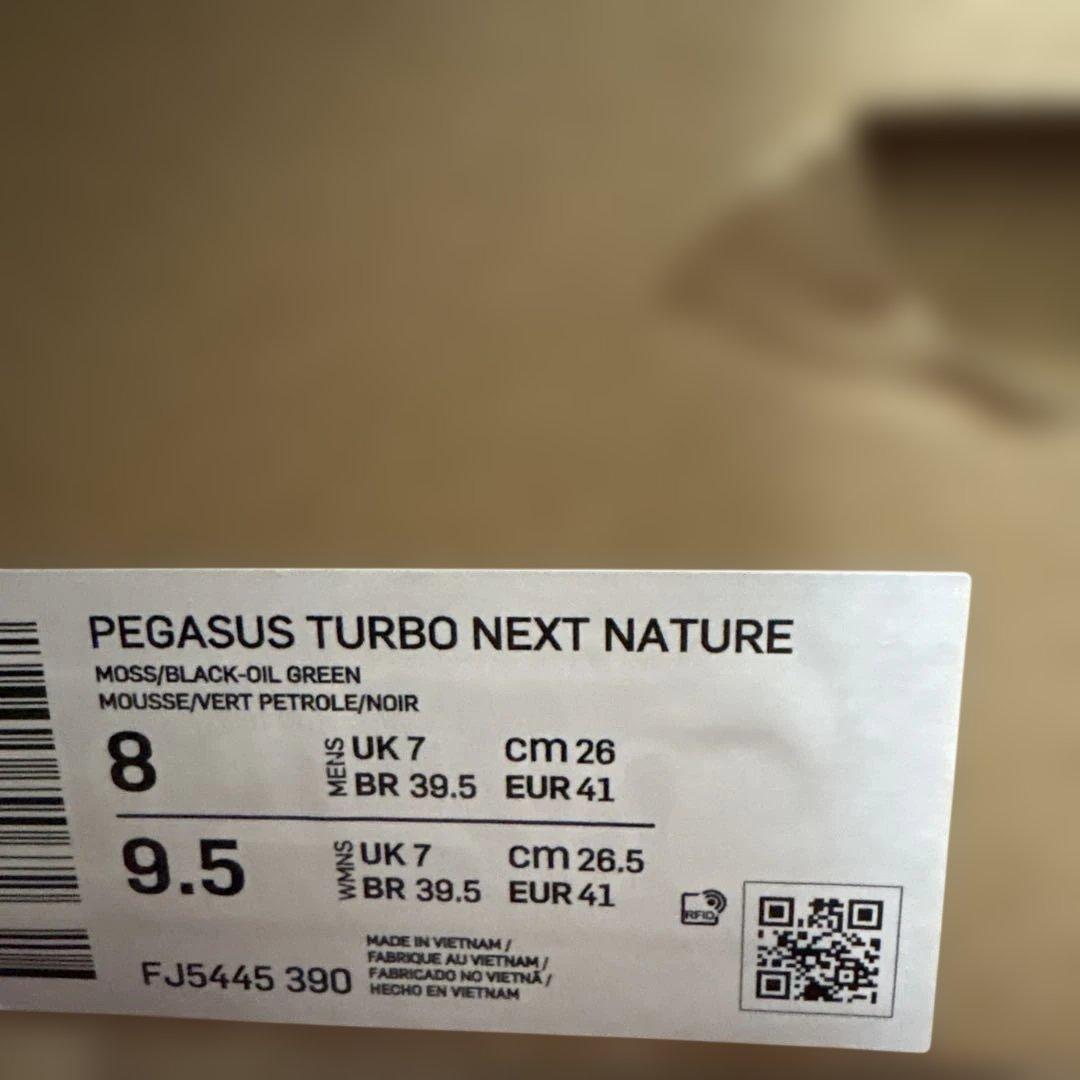 PEGASUS TURBO NEXT NATURE
MOSS/BLACK-OIL GREEN
MOUSSE/VERT PETROLE/NOIR
8 MENS UK 7 cm 26
BR 39.5 EUR 41
9.5 WMNS UK 7 cm 26.5
BR 39.5 EUR 41
RFID
MADE IN VIETNAM /
FABRIQUE AU VIETNAM /
FABRICADO NO VIETNÃ /
HECHO EN VIETNAM
FJ5445 390